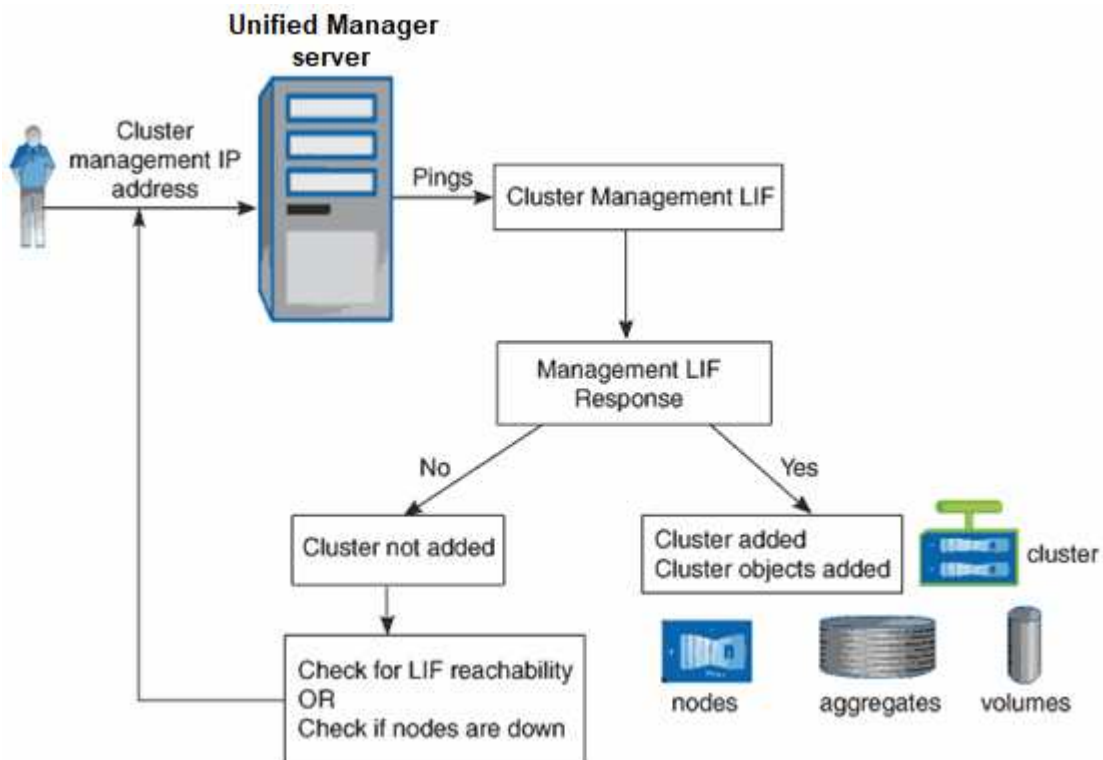 Unified Manager
server
Cluster
management IP
address
Pings
Cluster Management LIF
Management LIF
Response
No
Yes
Cluster not added
Cluster added
Cluster objects added
cluster
Check for LIF reachability
OR
Check if nodes are down
nodes
aggregates
volumes